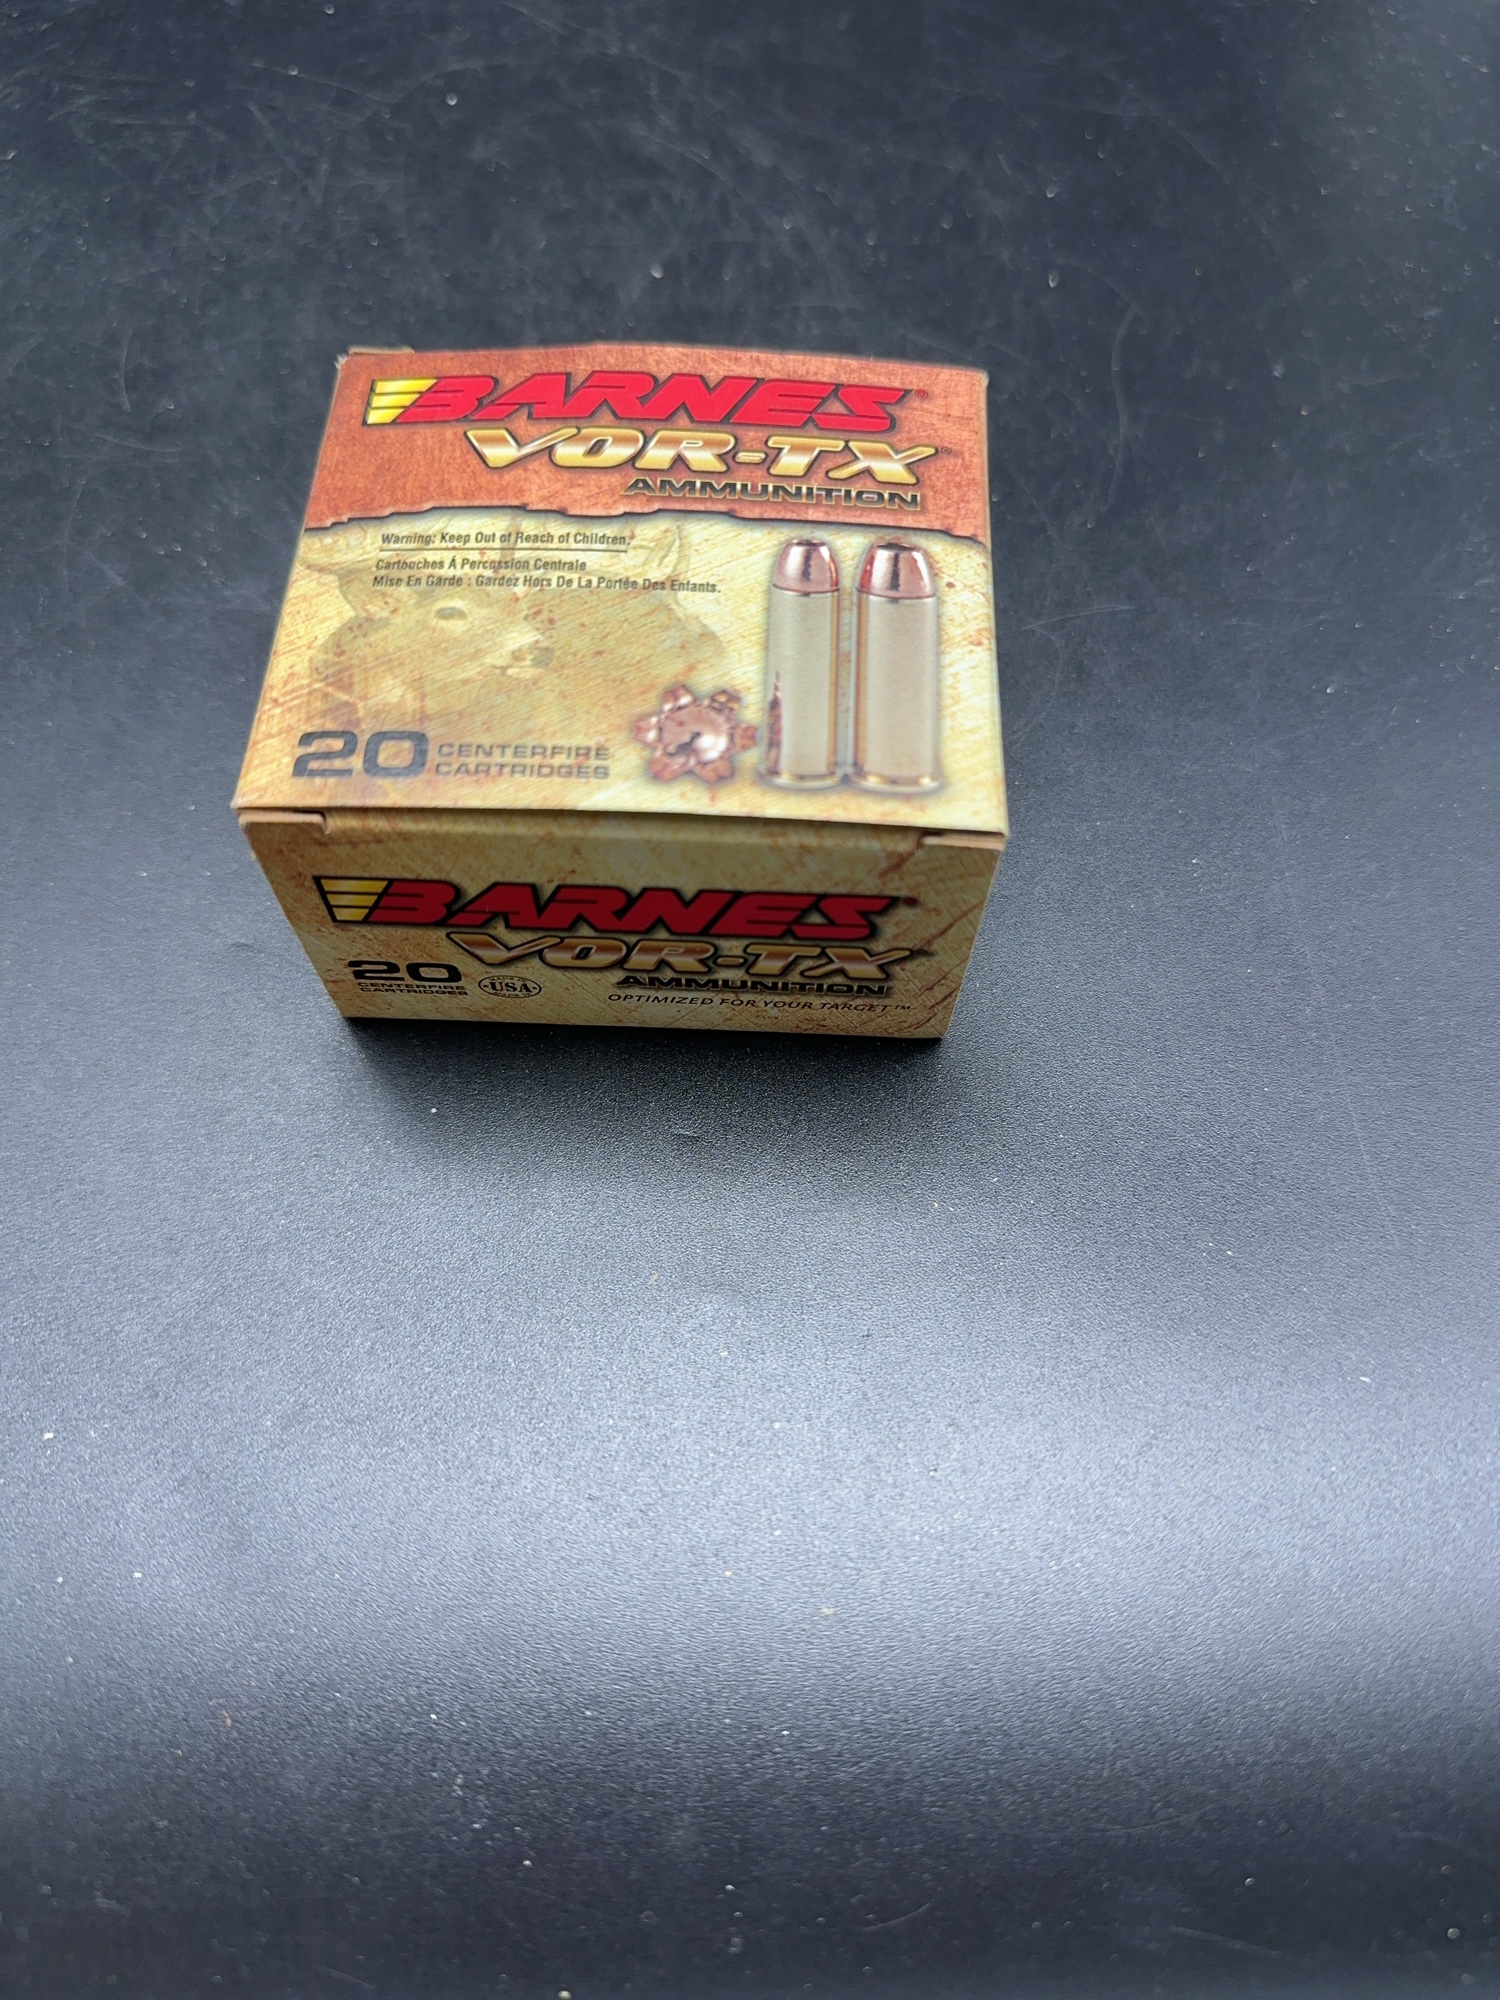 BARNES®
VOR-TX®
AMMUNITION
Warning: Keep Out of Reach of Children.
Cartouches Á Percussion Centrale
Mise En Garde : Gardez Hors De La Portée Des Enfants.
20 CENTERFIRE
CARTRIDGES
BARNES®
VOR-TX
AMMUNITION
20
CENTERFIRE
CARTRIDGES
MADE IN
USA
OPTIMIZED FOR YOUR TARGET™